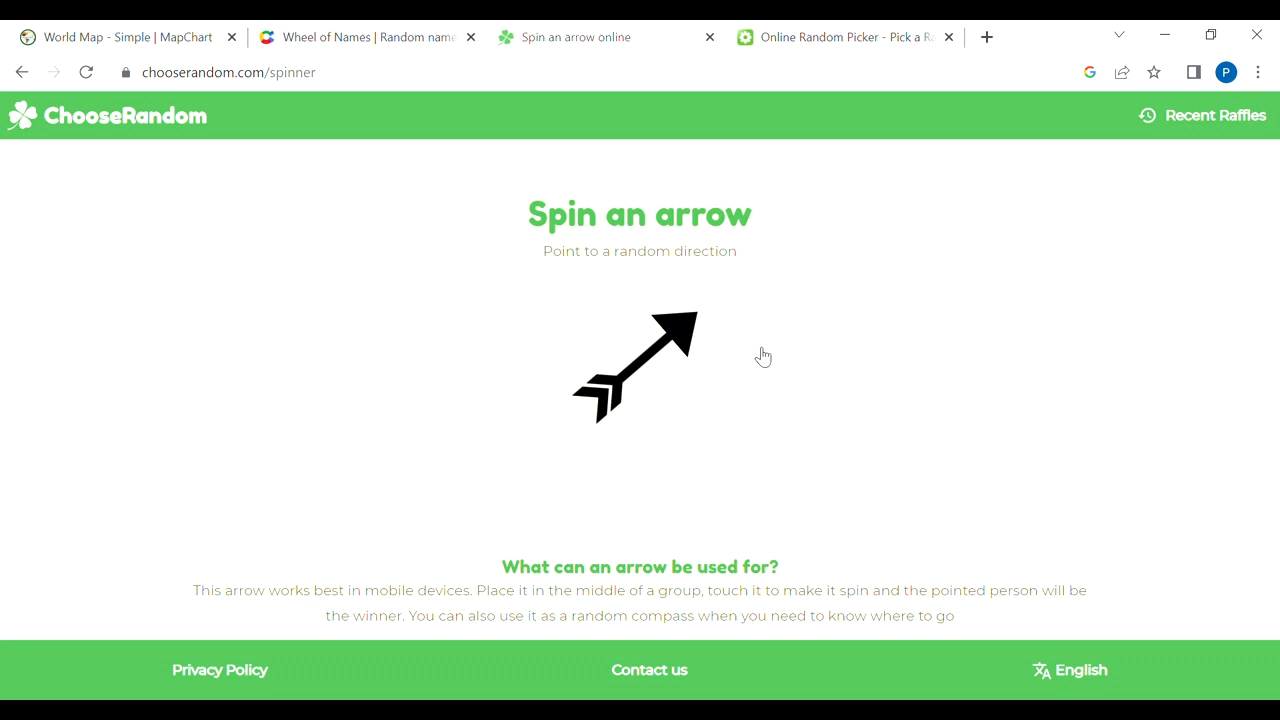 World Map - Simple | MapChart
Wheel of Names | Random name
Spin an arrow online
Online Random Picker - Pick a Ra
chooserandom.com/spinner
P
ChooseRandom
Recent Raffles
Spin an arrow
Point to a random direction
What can an arrow be used for?
This arrow works best in mobile devices. Place it in the middle of a group, touch it to make it spin and the pointed person will be
the winner. You can also use it as a random compass when you need to know where to go
Privacy Policy
Contact us
English